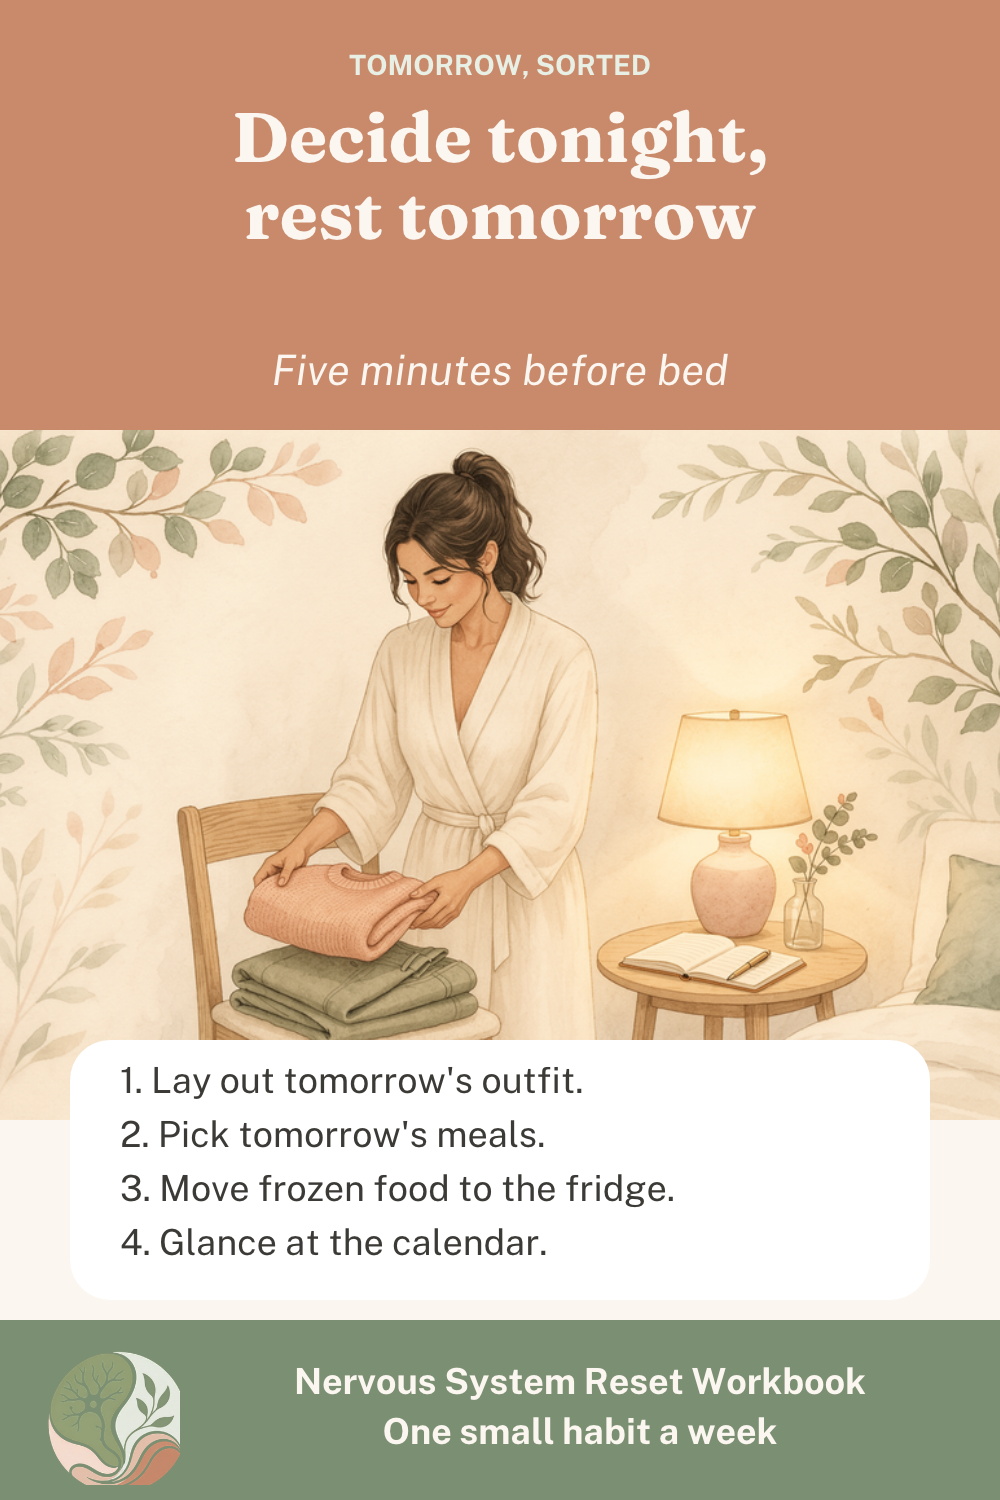 TOMORROW, SORTED
Decide tonight,
rest tomorrow
Five minutes before bed
1. Lay out tomorrow's outfit.
2. Pick tomorrow's meals.
3. Move frozen food to the fridge.
4. Glance at the calendar.
Nervous System Reset Workbook
One small habit a week